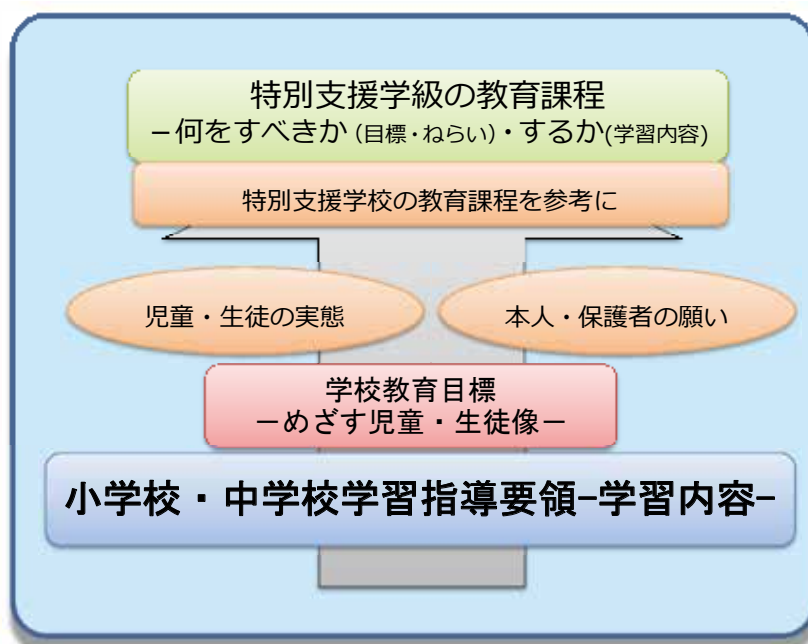 特別支援学級の教育課程
－何をすべきか（目標・ねらい）・するか(学習内容)
特別支援学校の教育課程を参考に
児童・生徒の実態
本人・保護者の願い
学校教育目標
－めざす児童・生徒像－
小学校・中学校学習指導要領−学習内容−